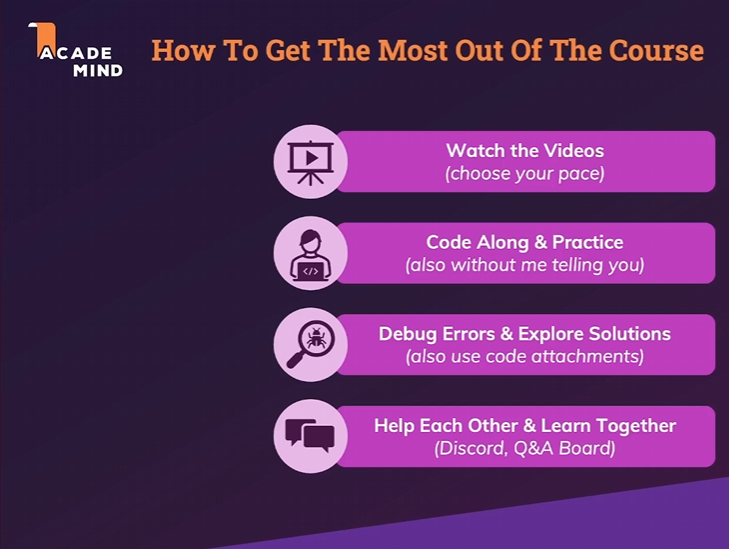 ACADE
MIND
How To Get The Most Out Of The Course
Watch the Videos
(choose your pace)
Code Along & Practice
(also without me telling you)
</>
Debug Errors & Explore Solutions
(also use code attachments)
Help Each Other & Learn Together
(Discord, Q&A Board)